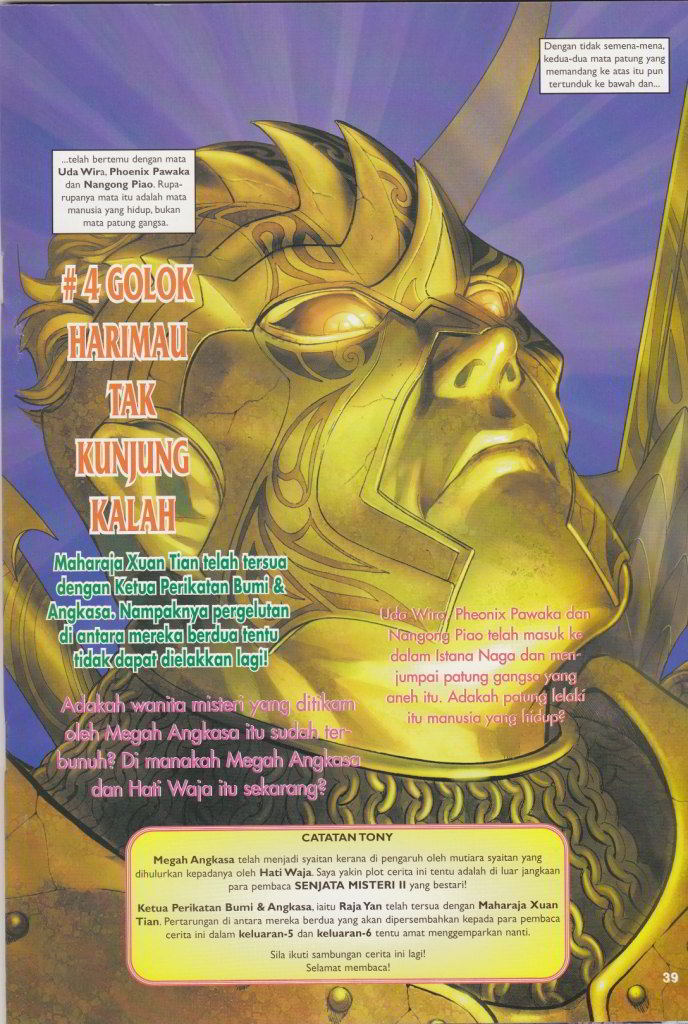 Dengan tidak semena-mena,
kedua-dua mata patung yang
memandang ke atas itu pun
tertunduk ke bawah dan...
...telah bertemu dengan mata
Uda Wira, Phoenix Pawaka
dan Nangong Piao. Rupa-
rupanya mata itu adalah mata
manusia yang hidup, bukan
mata patung gangsa.
# 4 GOLOK
HARIMAU
TAK
KUNJUNG
KALAH
Maharaja Xuan Tian telah tersua
dengan Ketua Perikatan Bumi &
Angkasa. Nampaknya pergelutan
di antara mereka berdua tentu
tidak dapat dielakkan lagi!
Uda Wira, Pheonix Pawaka dan
Nangong Piao telah masuk ke
dalam Istana Naga dan men-
jumpai patung gangsa yang
aneh itu. Adakah patung lelaki
itu manusia yang hidup?
Adakah wanita misteri yang ditikam
oleh Megah Angkasa itu sudah ter-
bunuh? Di manakah Megah Angkasa
dan Hati Waja itu sekarang?
CATATAN TONY
Megah Angkasa telah menjadi syaitan kerana di pengaruh oleh mutiara syaitan yang
dihulurkan kepadanya oleh Hati Waja. Saya yakin plot cerita ini tentu adalah di luar jangkaan
para pembaca SENJATA MISTERI II yang bestari!
Ketua Perikatan Bumi & Angkasa, iaitu Raja Yan telah tersua dengan Maharaja Xuan
Tian. Pertarungan di antara mereka berdua yang akan dipersembahkan kepada para pembaca
cerita ini dalam keluaran-5 dan keluaran-6 tentu amat menggemparkan nanti.
Sila ikuti sambungan cerita ini lagi!
Selamat membaca!
39